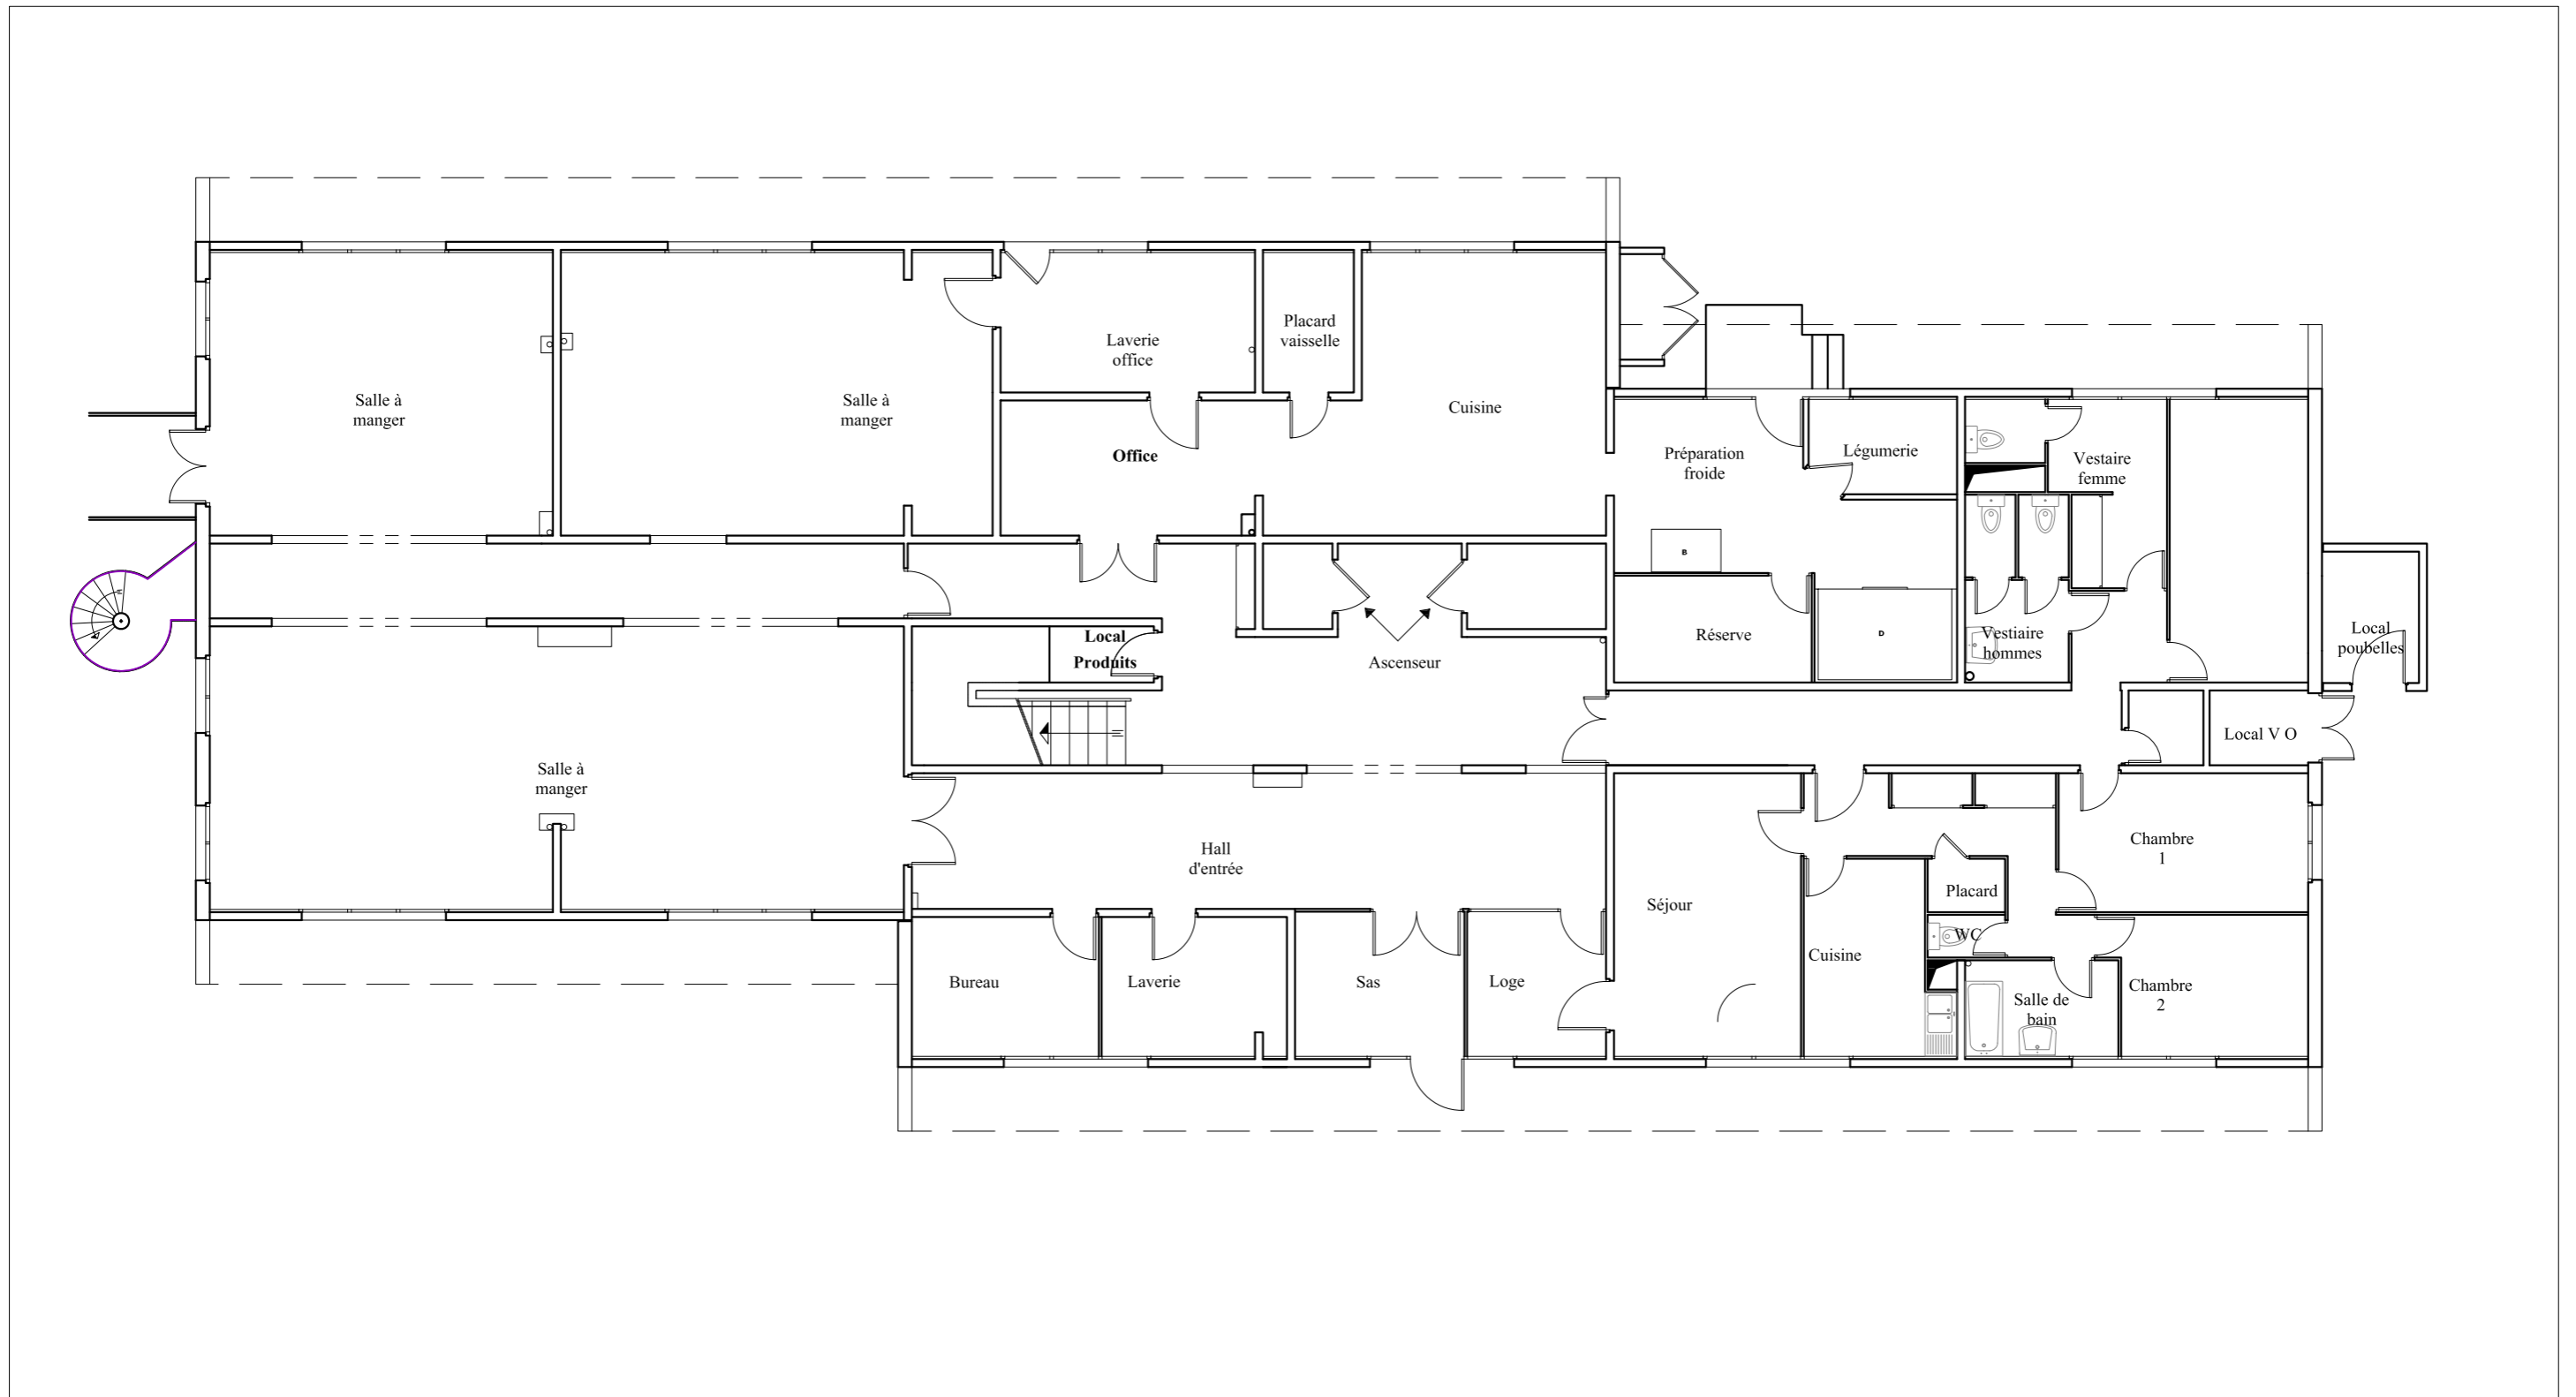 Salle à
manger
Salle à
manger
Laverie
office
Placard
vaisselle
Cuisine
Office
Préparation
froide
Légumerie
Vestaire
femme
B
Réserve
D
Vestiaire
hommes
Local
poubelles
Local
Produits
Ascenseur
Local V O
Salle à
manger
Hall
d'entrée
Chambre
1
Séjour
Placard
WC
Cuisine
Bureau
Laverie
Sas
Loge
Salle de
bain
Chambre
2